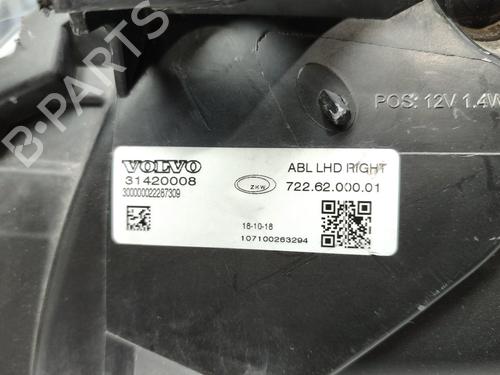 B-PARTS
POS: 12V 1.4W
VOLVO
31420008
300000022287309
ZKW
ABL LHD RIGHT
722.62.000.01
18-10-18
107100263294